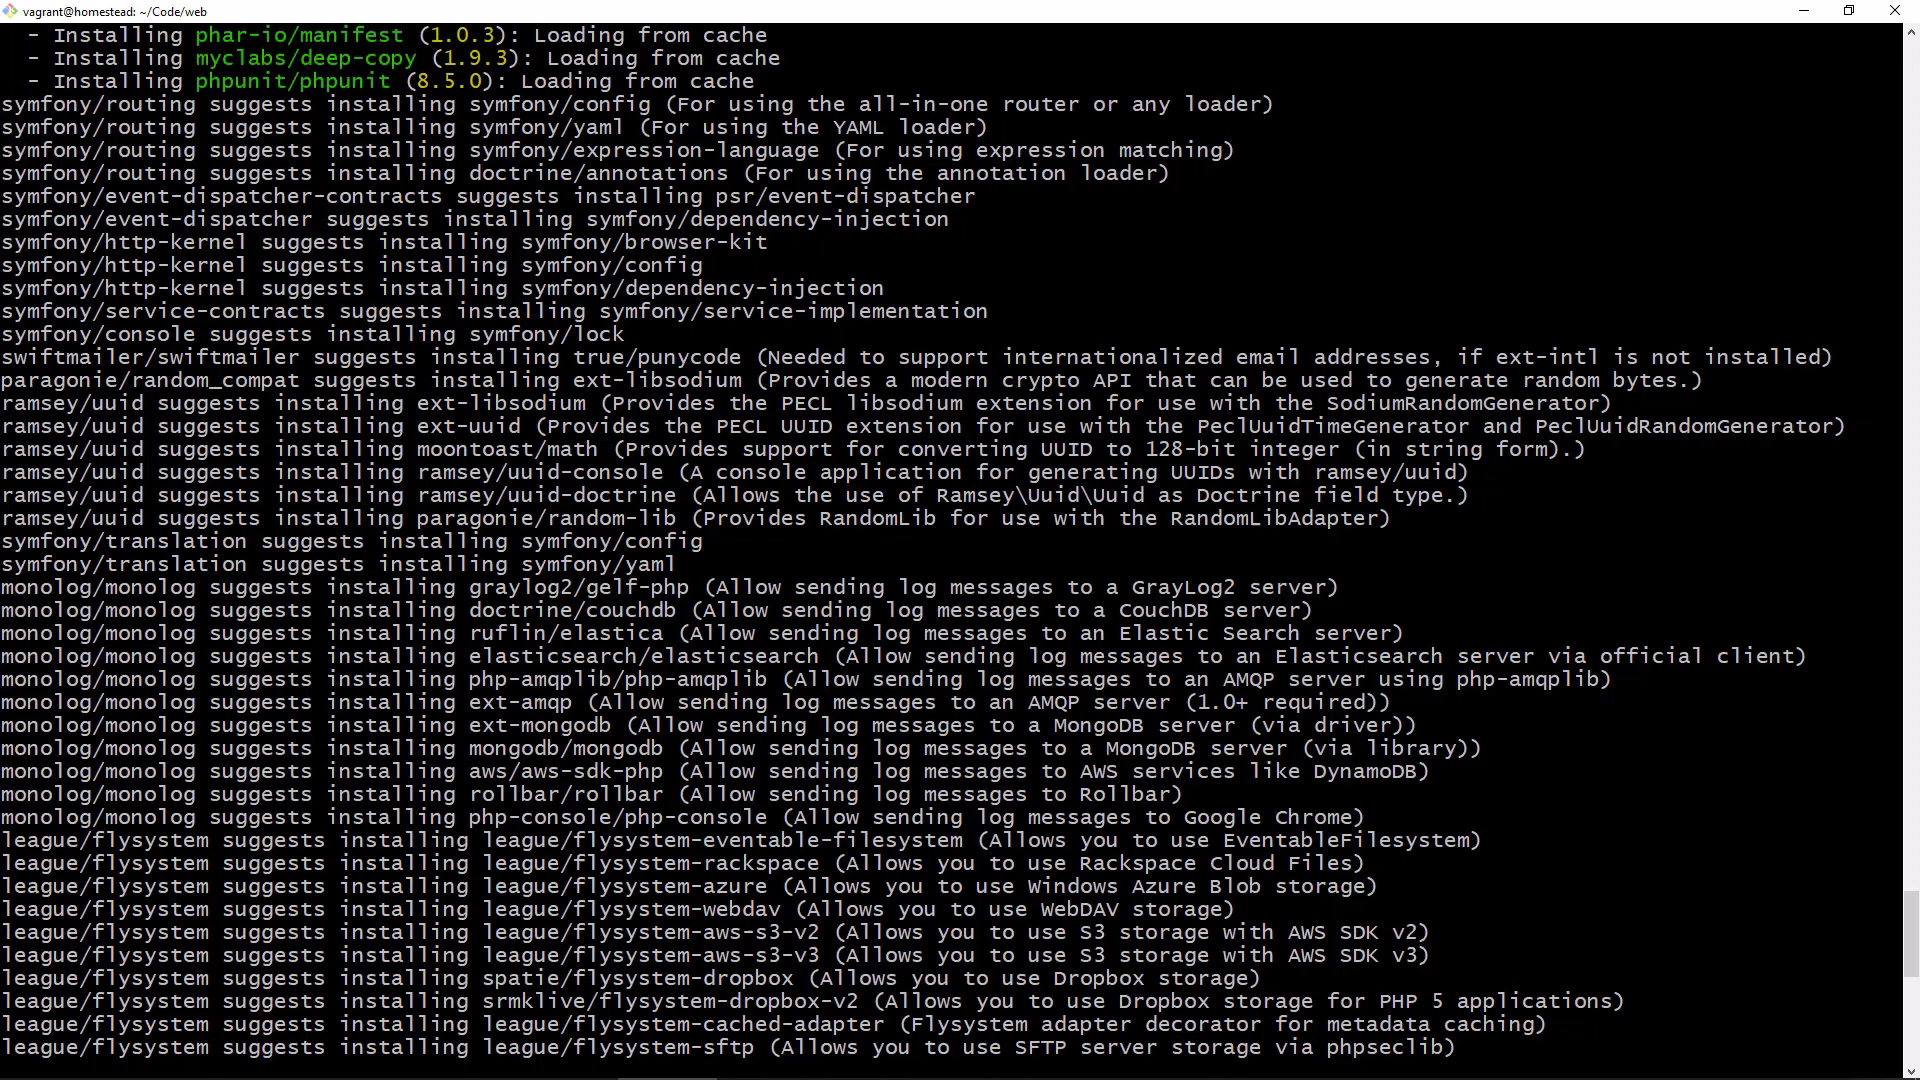 vagrant@homestead: ~/Code/web
- Installing phar-io/manifest (1.0.3): Loading from cache
- Installing myclabs/deep-copy (1.9.3): Loading from cache
- Installing phpunit/phpunit (8.5.0): Loading from cache
symfony/routing suggests installing symfony/config (For using the all-in-one router or any loader)
symfony/routing suggests installing symfony/yaml (For using the YAML loader)
symfony/routing suggests installing symfony/expression-language (For using expression matching)
symfony/routing suggests installing doctrine/annotations (For using the annotation loader)
symfony/event-dispatcher-contracts suggests installing psr/event-dispatcher
symfony/event-dispatcher suggests installing symfony/dependency-injection
symfony/http-kernel suggests installing symfony/browser-kit
symfony/http-kernel suggests installing symfony/config
symfony/http-kernel suggests installing symfony/dependency-injection
symfony/service-contracts suggests installing symfony/service-implementation
symfony/console suggests installing symfony/lock
swiftmailer/swiftmailer suggests installing true/punycode (Needed to support internationalized email addresses, if ext-intl is not installed)
paragonie/random_compat suggests installing ext-libsodium (Provides a modern crypto API that can be used to generate random bytes.)
ramsey/uuid suggests installing ext-libsodium (Provides the PECL libsodium extension for use with the SodiumRandomGenerator)
ramsey/uuid suggests installing ext-uuid (Provides the PECL UUID extension for use with the PeclUuidTimeGenerator and PeclUuidRandomGenerator)
ramsey/uuid suggests installing moontoast/math (Provides support for converting UUID to 128-bit integer (in string form).)
ramsey/uuid suggests installing ramsey/uuid-console (A console application for generating UUIDs with ramsey/uuid)
ramsey/uuid suggests installing ramsey/uuid-doctrine (Allows the use of Ramsey\Uuid\Uuid as Doctrine field type.)
ramsey/uuid suggests installing paragonie/random-lib (Provides RandomLib for use with the RandomLibAdapter)
symfony/translation suggests installing symfony/config
symfony/translation suggests installing symfony/yaml
monolog/monolog suggests installing graylog2/gelf-php (Allow sending log messages to a GrayLog2 server)
monolog/monolog suggests installing doctrine/couchdb (Allow sending log messages to a CouchDB server)
monolog/monolog suggests installing ruflin/elastica (Allow sending log messages to an Elastic Search server)
monolog/monolog suggests installing elasticsearch/elasticsearch (Allow sending log messages to an Elasticsearch server via official client)
monolog/monolog suggests installing php-amqplib/php-amqplib (Allow sending log messages to an AMQP server using php-amqplib)
monolog/monolog suggests installing ext-amqp (Allow sending log messages to an AMQP server (1.0+ required))
monolog/monolog suggests installing ext-mongodb (Allow sending log messages to a MongoDB server (via driver))
monolog/monolog suggests installing mongodb/mongodb (Allow sending log messages to a MongoDB server (via library))
monolog/monolog suggests installing aws/aws-sdk-php (Allow sending log messages to AWS services like DynamoDB)
monolog/monolog suggests installing rollbar/rollbar (Allow sending log messages to Rollbar)
monolog/monolog suggests installing php-console/php-console (Allow sending log messages to Google Chrome)
league/flysystem suggests installing league/flysystem-eventable-filesystem (Allows you to use EventableFilesystem)
league/flysystem suggests installing league/flysystem-rackspace (Allows you to use Rackspace Cloud Files)
league/flysystem suggests installing league/flysystem-azure (Allows you to use Windows Azure Blob storage)
league/flysystem suggests installing league/flysystem-webdav (Allows you to use WebDAV storage)
league/flysystem suggests installing league/flysystem-aws-s3-v2 (Allows you to use S3 storage with AWS SDK v2)
league/flysystem suggests installing league/flysystem-aws-s3-v3 (Allows you to use S3 storage with AWS SDK v3)
league/flysystem suggests installing spatie/flysystem-dropbox (Allows you to use Dropbox storage)
league/flysystem suggests installing srmklive/flysystem-dropbox-v2 (Allows you to use Dropbox storage for PHP 5 applications)
league/flysystem suggests installing league/flysystem-cached-adapter (Flysystem adapter decorator for metadata caching)
league/flysystem suggests installing league/flysystem-sftp (Allows you to use SFTP server storage via phpseclib)